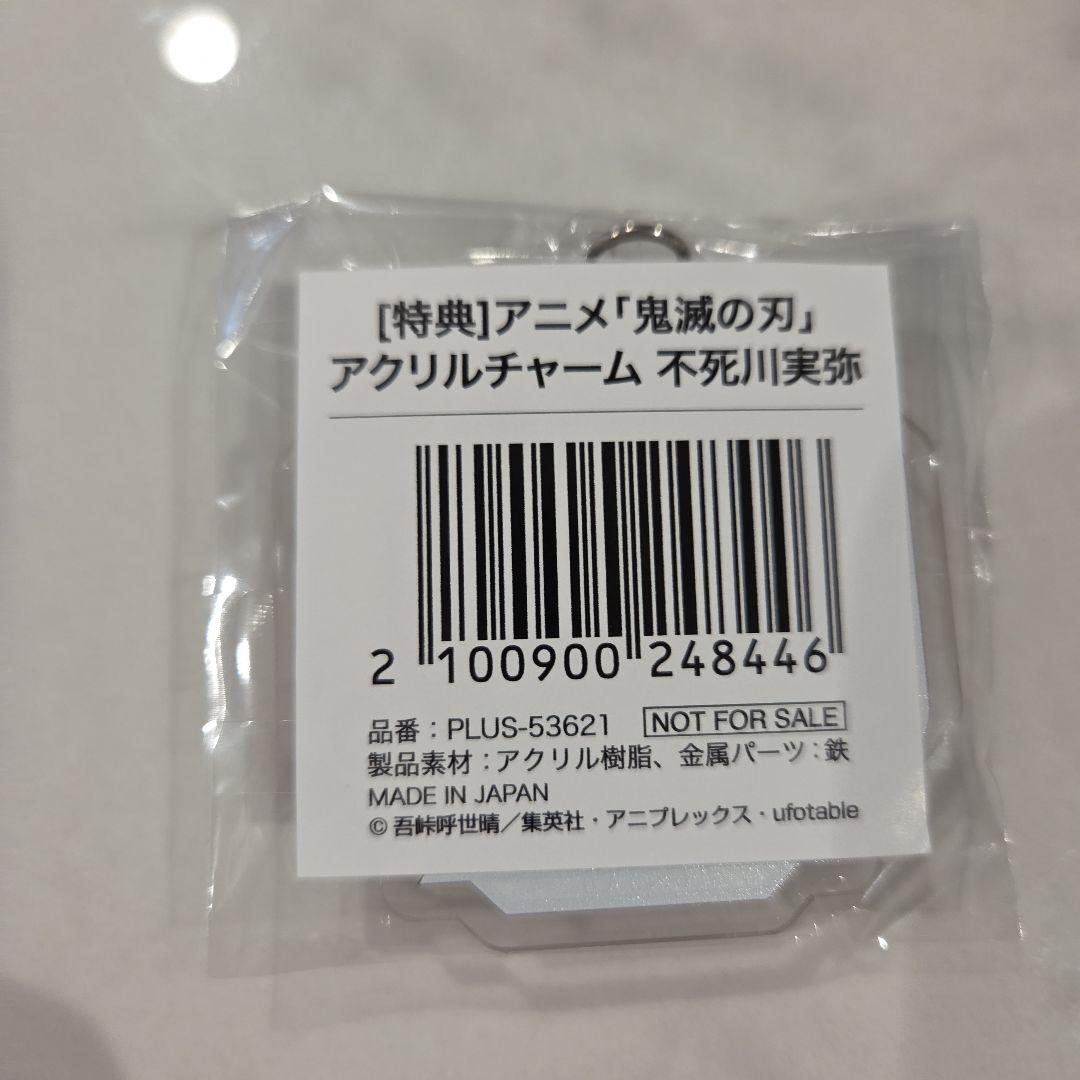 [特典]アニメ「鬼滅の刃」
アクリルチャーム 不死川実弥
2 100900 248446
品番：PLUS-53621 NOT FOR SALE
製品素材：アクリル樹脂、金属パーツ：鉄
MADE IN JAPAN
©吾峠呼世晴／集英社・アニプレックス・ufotable